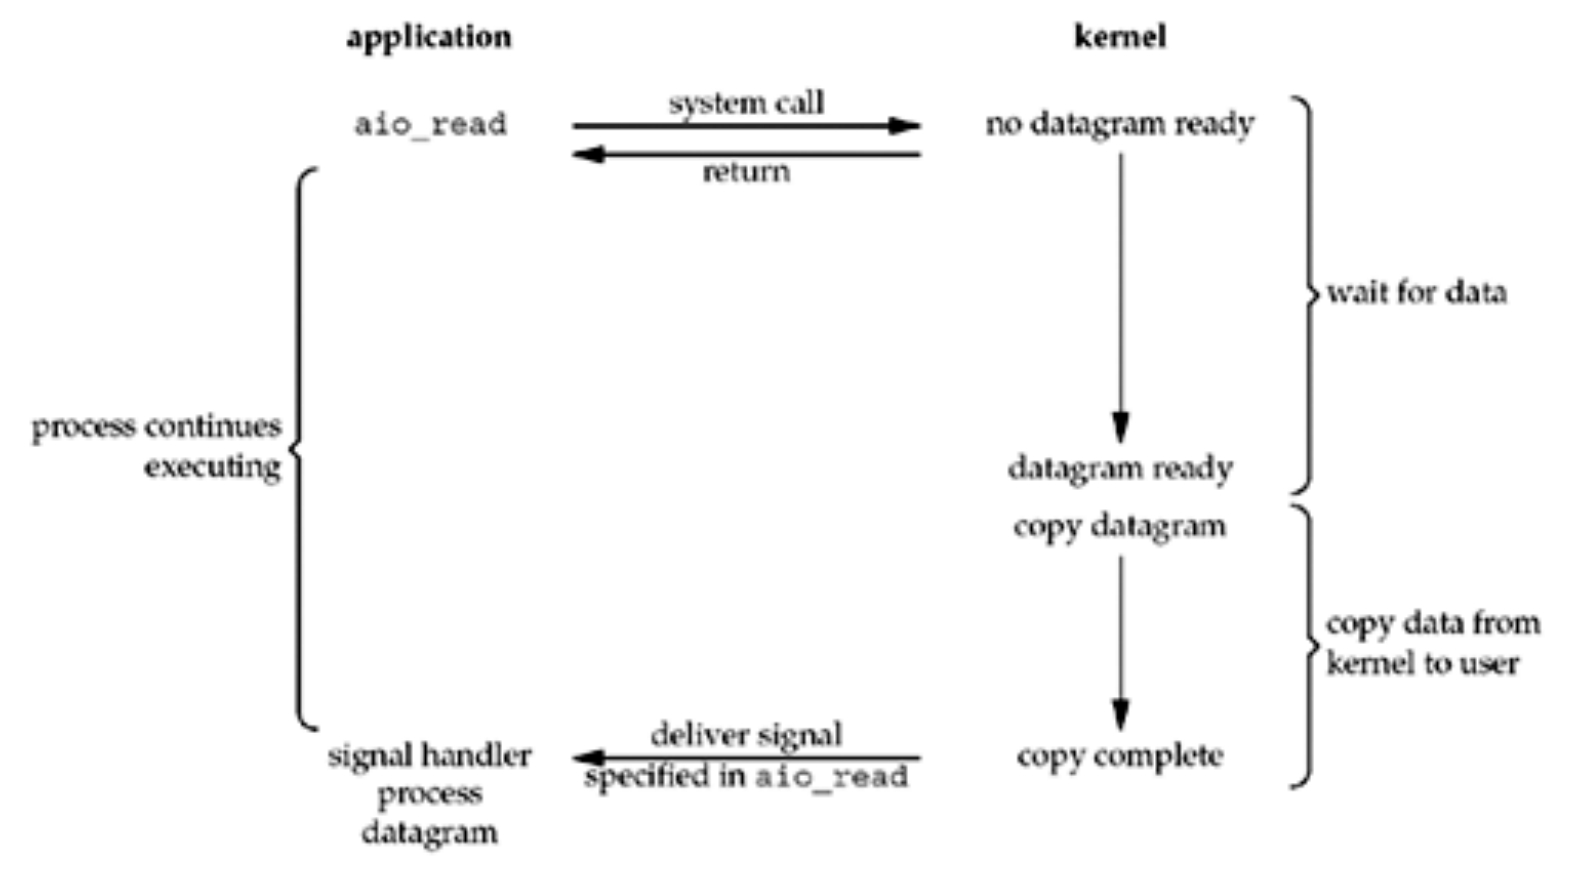 application
kernel
aio_read
system call
no datagram ready
return
wait for data
process continues
executing
datagram ready
copy datagram
copy data from
kernel to user
deliver signal
signal handler
copy complete
specified in aio_read
process
datagram